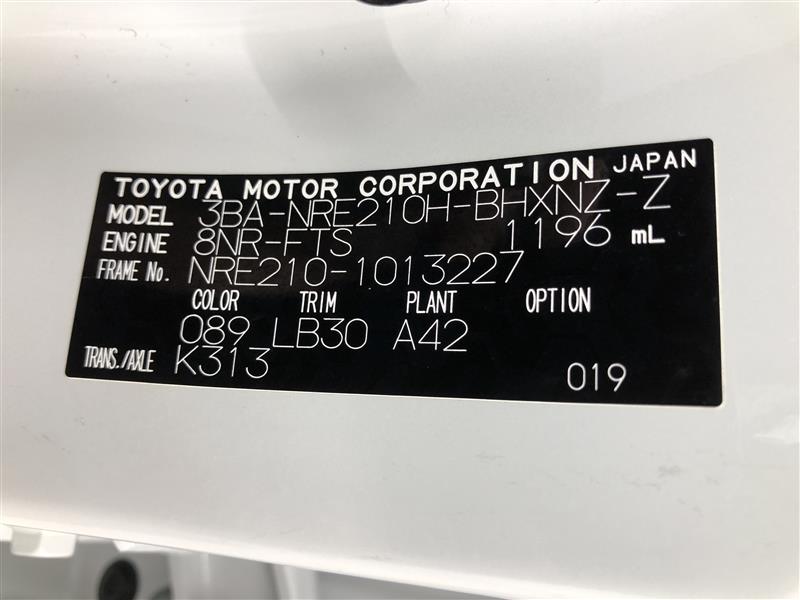 TOYOTA MOTOR CORPORATION JAPAN
MODEL 3BA-NRE210H-BHXNZ-Z
ENGINE 8NR-FTS 1196 mL
FRAME No. NRE210-1013227
COLOR TRIM PLANT OPTION
089 LB30 A42
TRANS./AXLE K313
019